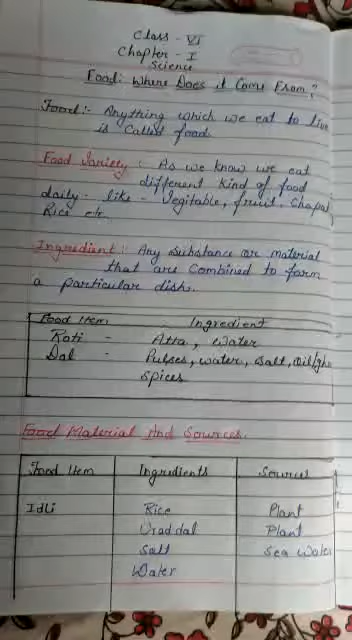 Class - VI
Chapter - I
Science
Food: Where Does it Come From?
Food:- Anything which we eat to live
is Called food.
Food Variety: As we know we eat
different kind of food
daily - like - Vegitable, fruit, Chapati
Rice etc.
Ingredient: Any substance or material
that are combined to form
a particular dish.
Food Item Ingredient
Roti - Atta, water
Dal - Pulses, water, Salt, Oil/ghe
Spices
Food Material And Sources.
Food Item Ingredients Sources
Idli Rice Plant
Urad dal Plant
Salt Sea Water
Water